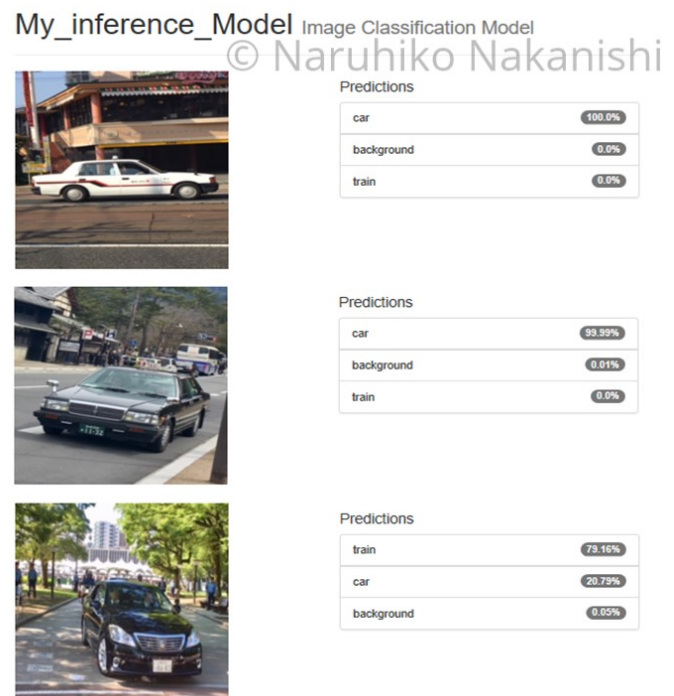 My_inference_Model Image Classification Model
© Naruhiko Nakanishi
Predictions
car 100.0%
background 0.0%
train 0.0%
Predictions
car 99.99%
background 0.01%
train 0.0%
Predictions
train 79.16%
car 20.79%
background 0.05%